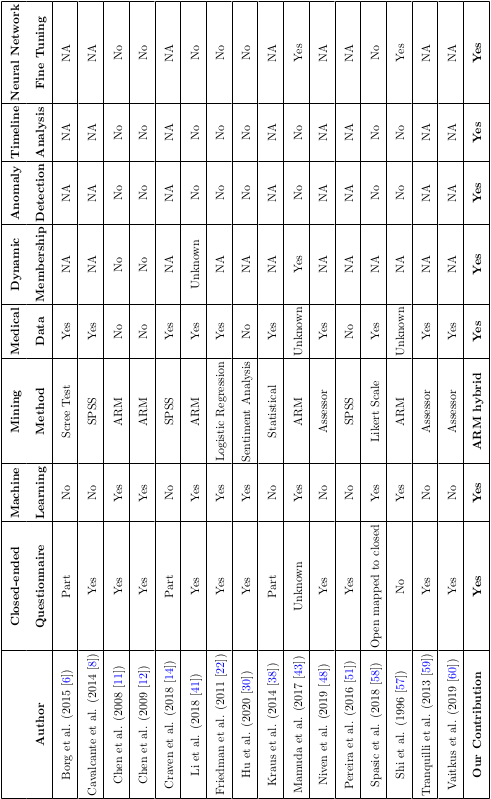 Author Closed-ended Questionnaire Machine Learning Mining Method Medical Data Dynamic Membership Anomaly Detection Timeline Analysis Neural Network Fine Tuning
Borg et al. (2015 [6]) Part No Scree Test Yes NA NA NA NA
Cavalcante et al. (2014 [8]) Yes No SPSS Yes NA NA NA NA
Chen et al. (2008 [11]) Yes Yes ARM No No No No No
Chen et al. (2009 [12]) Yes Yes ARM No No No No No
Craven et al. (2018 [14]) Part No SPSS Yes NA NA NA NA
Li et al. (2018 [41]) Yes Yes ARM Yes Unknown No No No
Friedman et al. (2011 [22]) Yes Yes Logistic Regression Yes NA No No No
Hu et al. (2020 [30]) Yes Yes Sentiment Analysis No NA No No No
Kraus et al. (2014 [38]) Part No Statistical Yes NA NA NA NA
Mamuda et al. (2017 [43]) Unknown Yes ARM Unknown Yes No No Yes
Niven et al. (2019 [48]) Yes No Assessor Yes NA NA NA NA
Pereira et al. (2016 [51]) Yes No SPSS No NA NA NA NA
Spasic et al. (2018 [58]) Open mapped to closed Yes Likert Scale Yes NA No No No
Shi et al. (1996 [57]) No Yes ARM Unknown NA No No Yes
Tranquilli et al. (2013 [59]) Yes No Assessor Yes NA NA NA NA
Vaitkus et al. (2019 [60]) Yes No Assessor Yes NA NA NA NA
Our Contribution Yes Yes ARM hybrid Yes Yes Yes Yes Yes